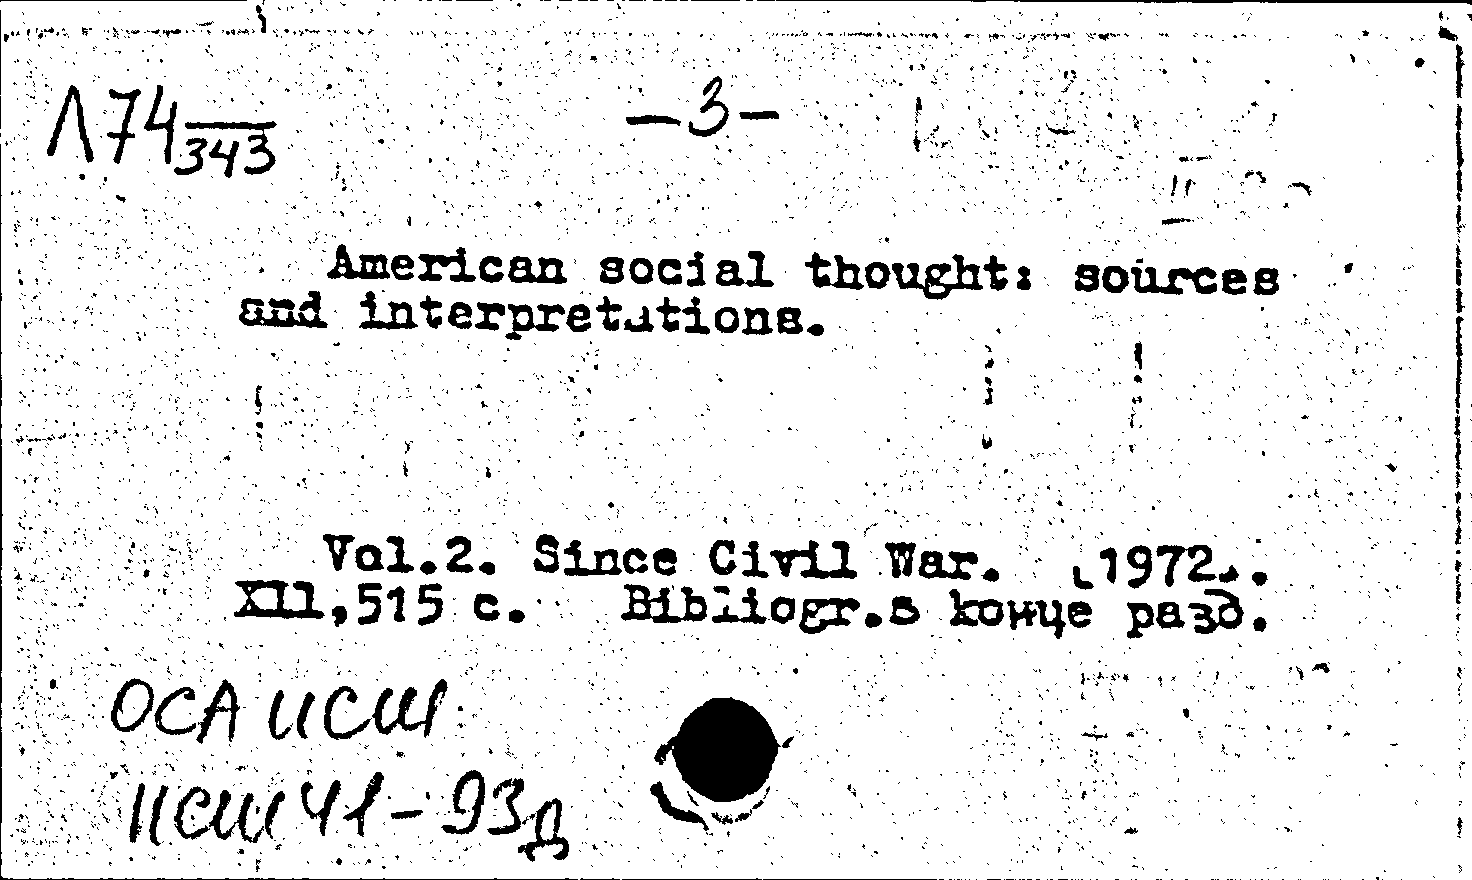 Л74 343
— 3 —
American social thought: sources
and interpretations.
Vol.2. Since Civil War. [1972].
XII,515 с. Bibliogr.в конце разд.
ОСА ИСШ
ИСШ Ч1-93д